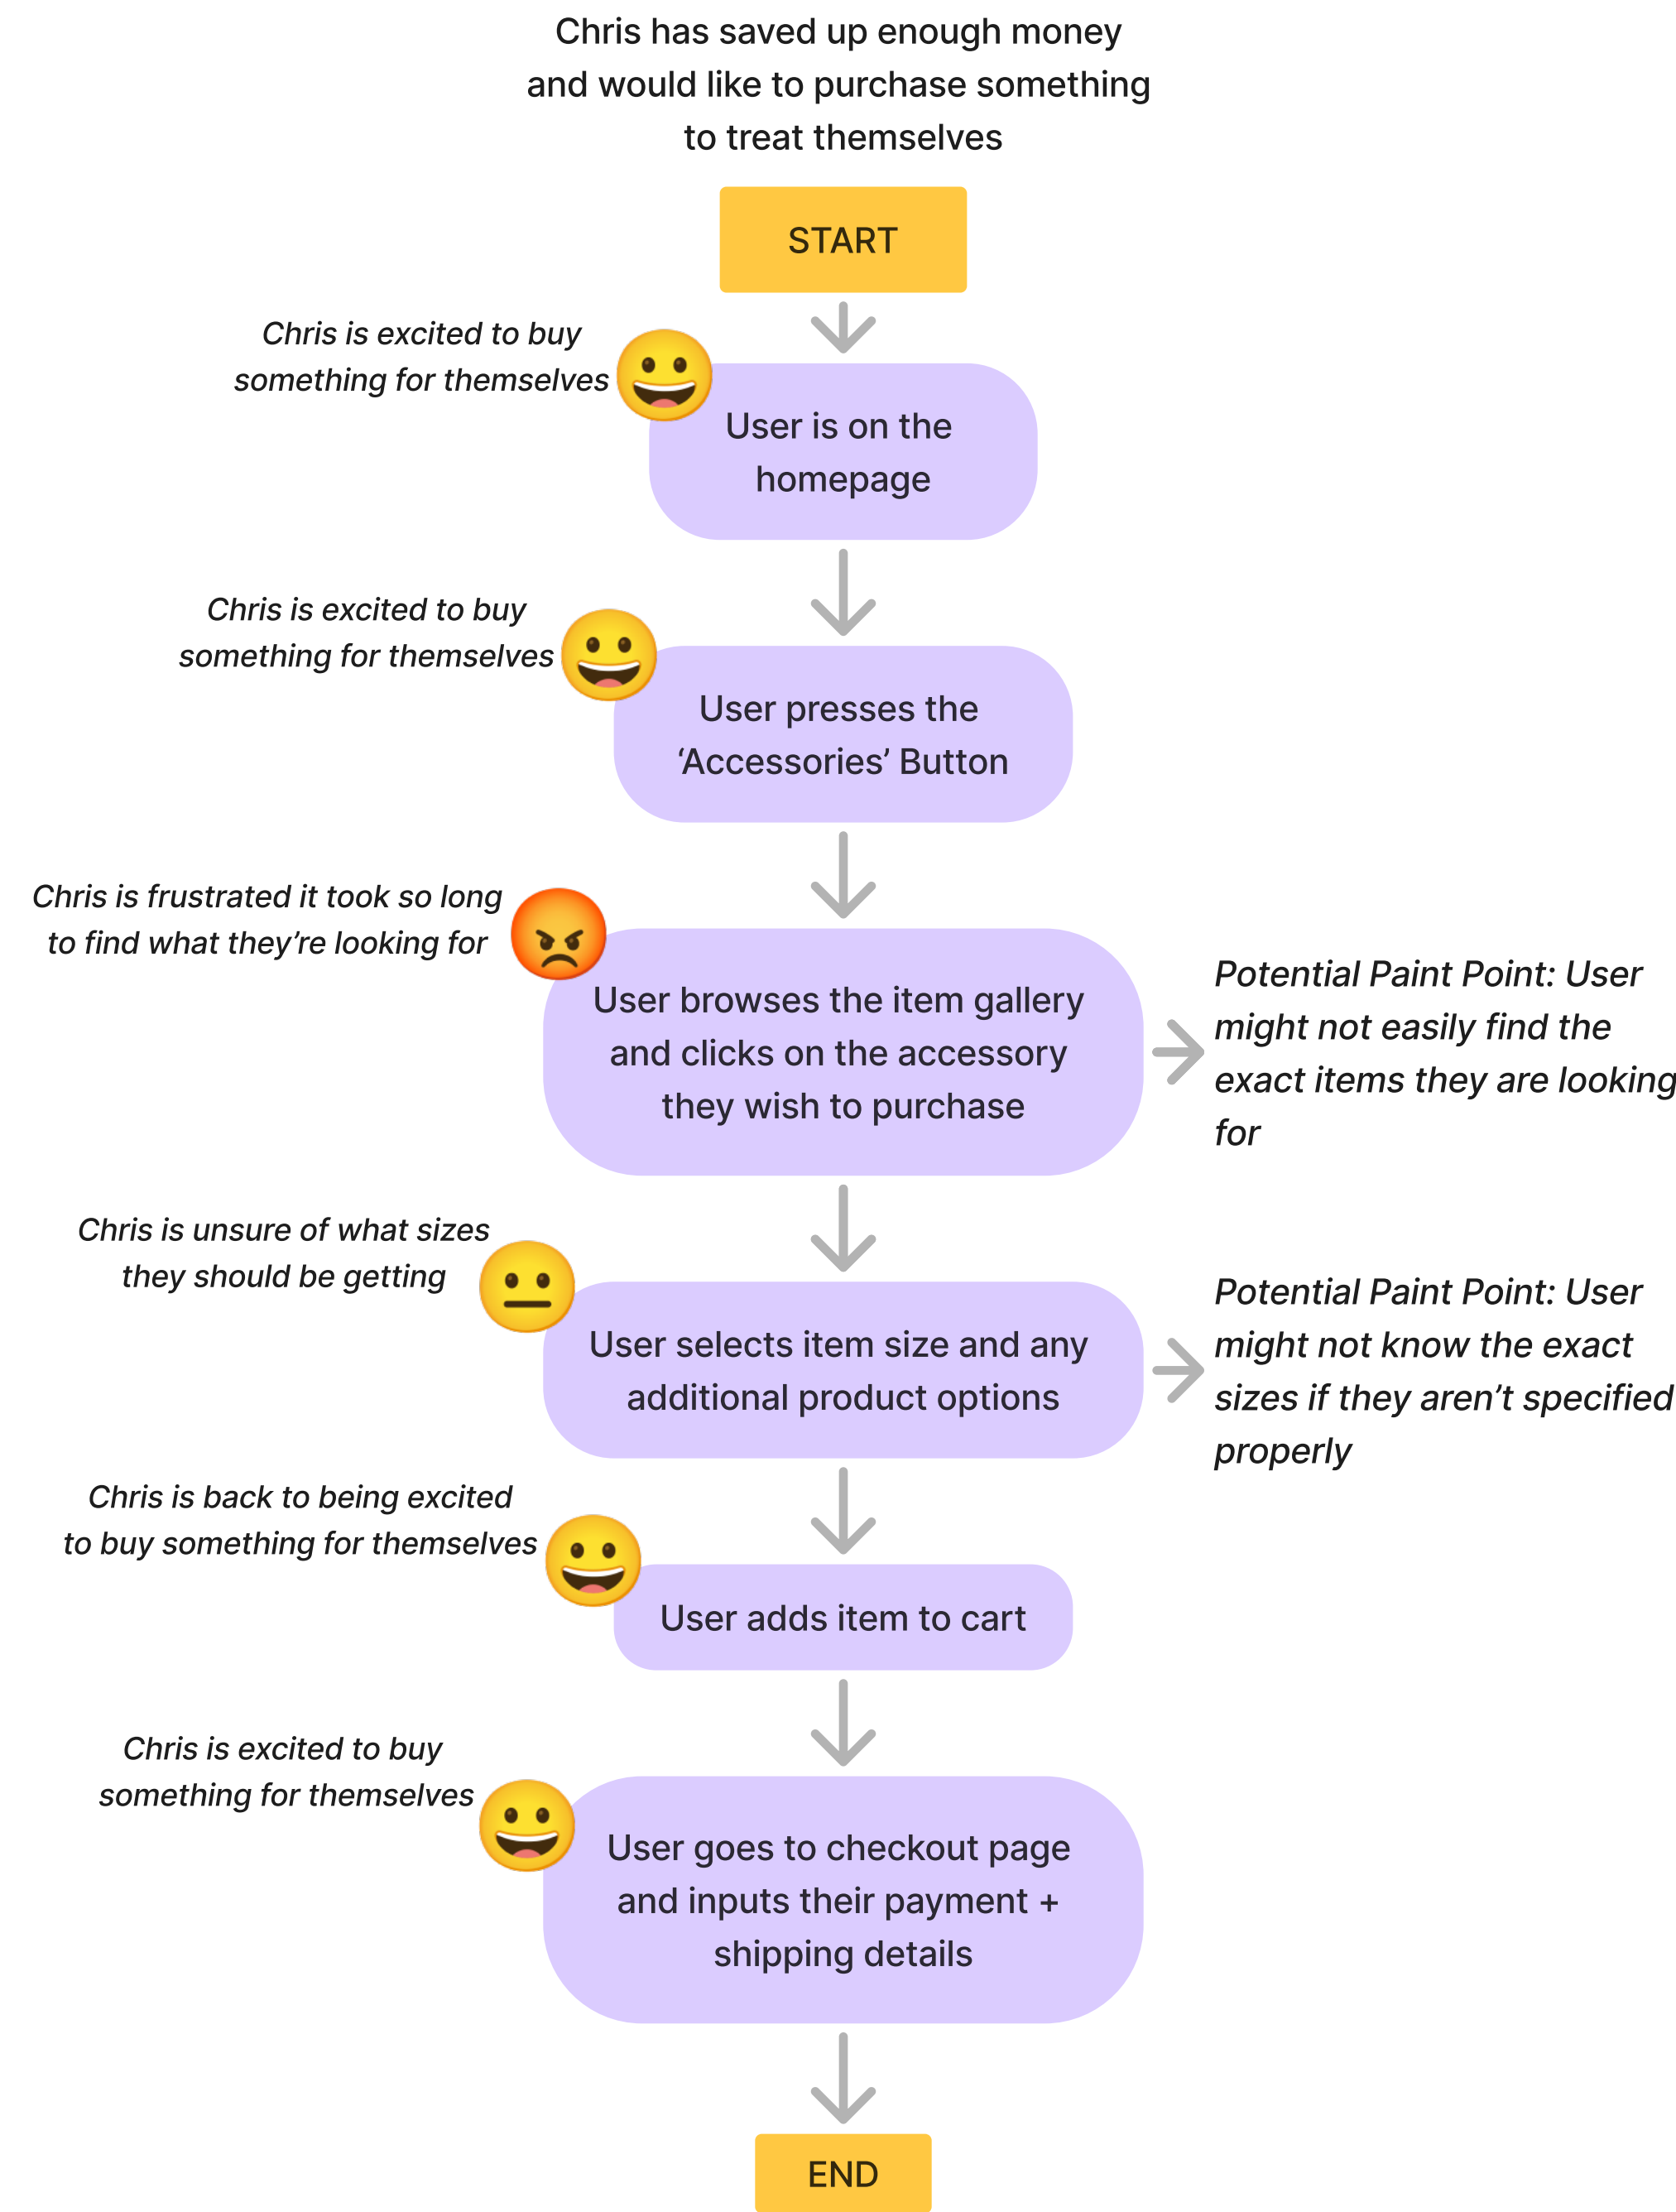 Chris has saved up enough money
and would like to purchase something
to treat themselves
START
Chris is excited to buy
something for themselves
User is on the
homepage
Chris is excited to buy
something for themselves
User presses the
‘Accessories’ Button
Chris is frustrated it took so long
to find what they’re looking for
User browses the item gallery
and clicks on the accessory
they wish to purchase
Potential Paint Point: User
might not easily find the
exact items they are looking
for
Chris is unsure of what sizes
they should be getting
User selects item size and any
additional product options
Potential Paint Point: User
might not know the exact
sizes if they aren’t specified
properly
Chris is back to being excited
to buy something for themselves
User adds item to cart
Chris is excited to buy
something for themselves
User goes to checkout page
and inputs their payment +
shipping details
END